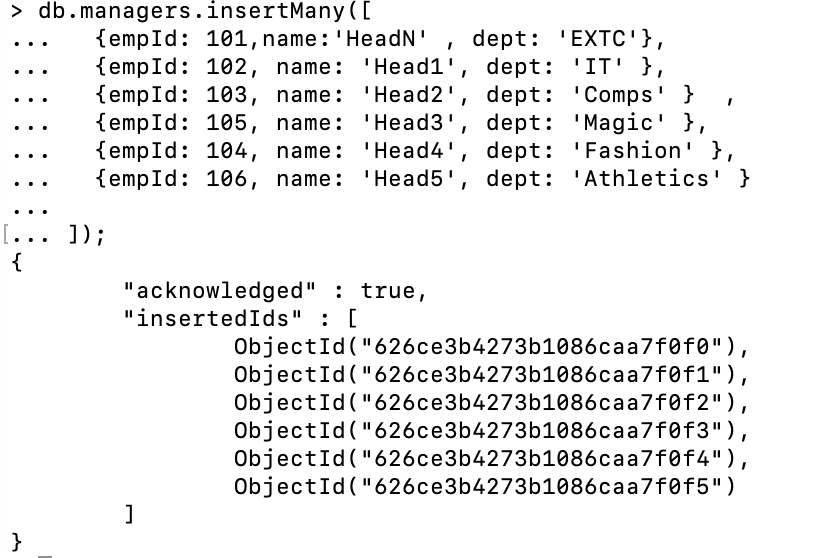 > db.managers.insertMany([
...   {empId: 101,name:'HeadN' , dept: 'EXTC'},
...   {empId: 102, name: 'Head1', dept: 'IT' },
...   {empId: 103, name: 'Head2', dept: 'Comps' }  ,
...   {empId: 105, name: 'Head3', dept: 'Magic' },
...   {empId: 104, name: 'Head4', dept: 'Fashion' },
...   {empId: 106, name: 'Head5', dept: 'Athletics' }
...
[... ]);
{
        "acknowledged" : true,
        "insertedIds" : [
                ObjectId("626ce3b4273b1086caa7f0f0"),
                ObjectId("626ce3b4273b1086caa7f0f1"),
                ObjectId("626ce3b4273b1086caa7f0f2"),
                ObjectId("626ce3b4273b1086caa7f0f3"),
                ObjectId("626ce3b4273b1086caa7f0f4"),
                ObjectId("626ce3b4273b1086caa7f0f5")
        ]
}